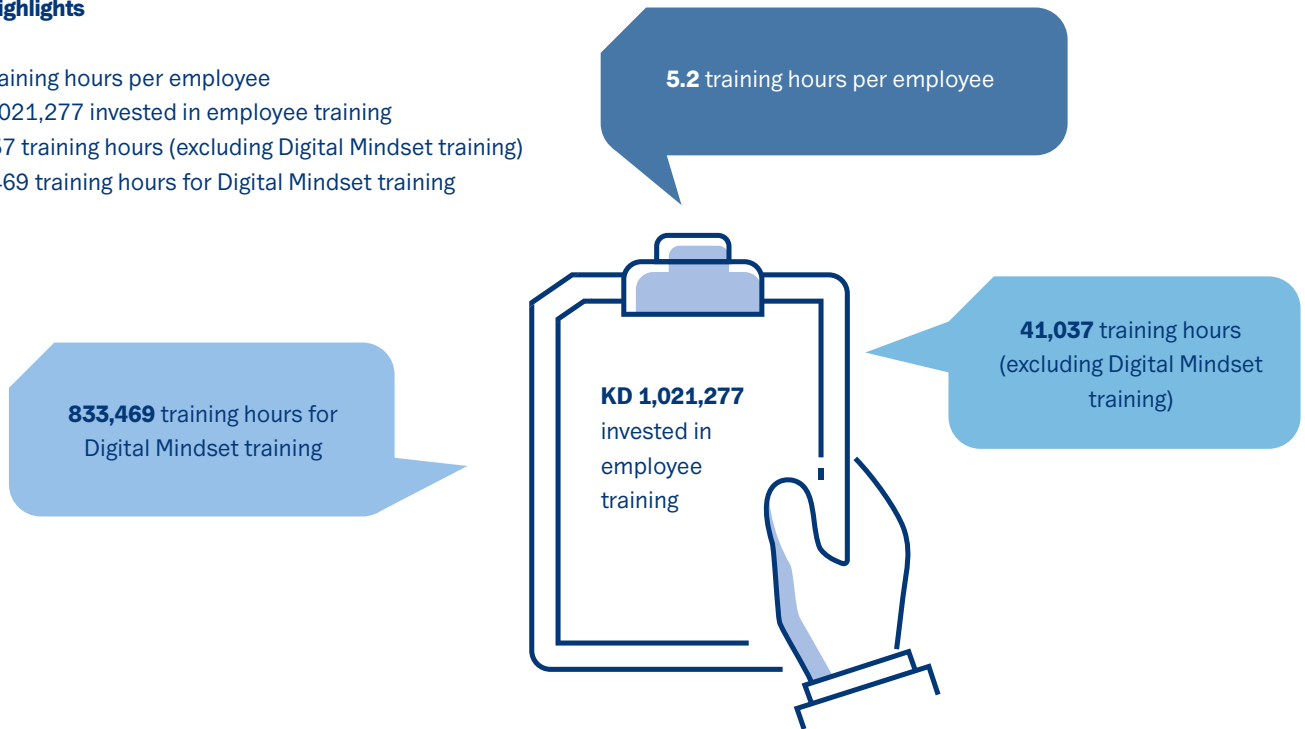 ighlights
aining hours per employee
021,277 invested in employee training
7 training hours (excluding Digital Mindset training)
69 training hours for Digital Mindset training
5.2 training hours per employee
41,037 training hours
(excluding Digital Mindset
training)
833,469 training hours for
Digital Mindset training
KD 1,021,277
invested in
employee
training